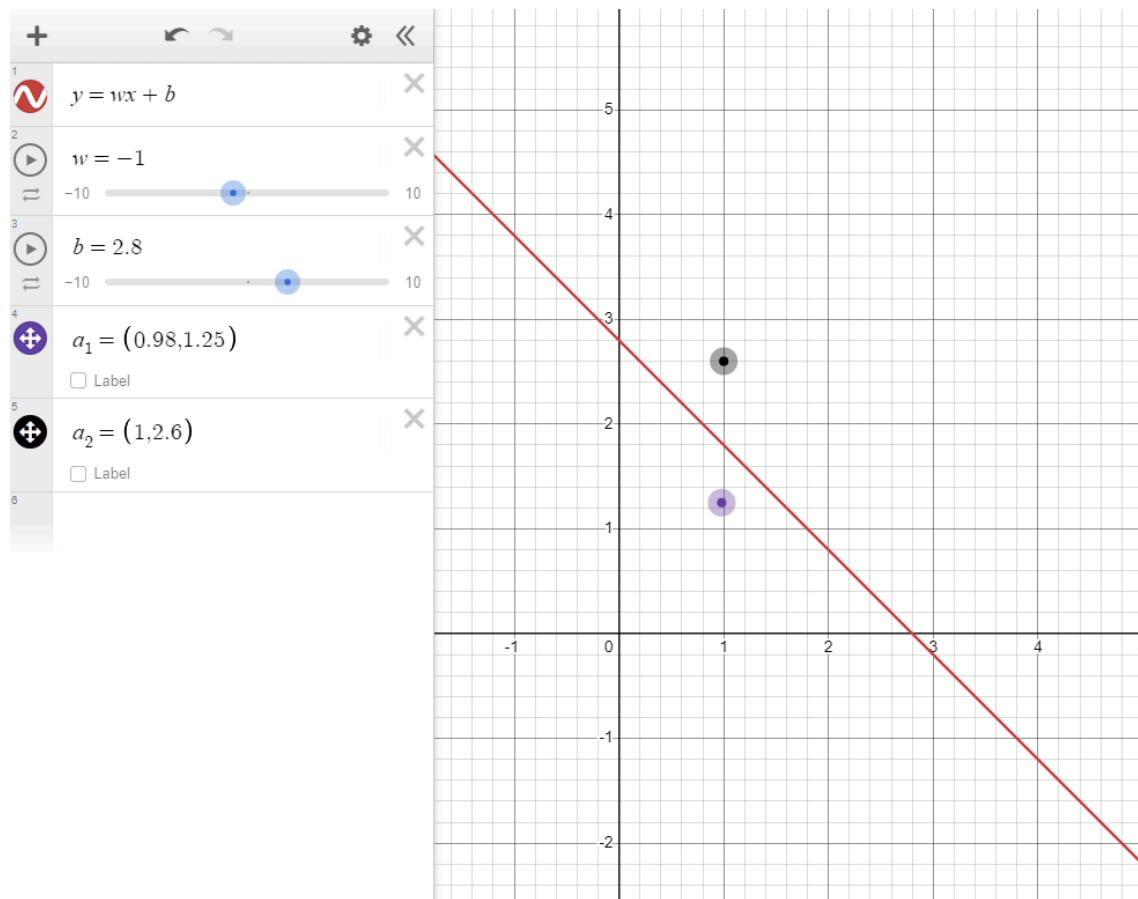 1
y = wx + b
2
w = −1
−10 10
3
b = 2.8
−10 10
4
a₁ = (0.98,1.25)
Label
5
a₂ = (1,2.6)
Label
6
5
4
3
2
1
-1 0 1 2 3 4
-1
-2